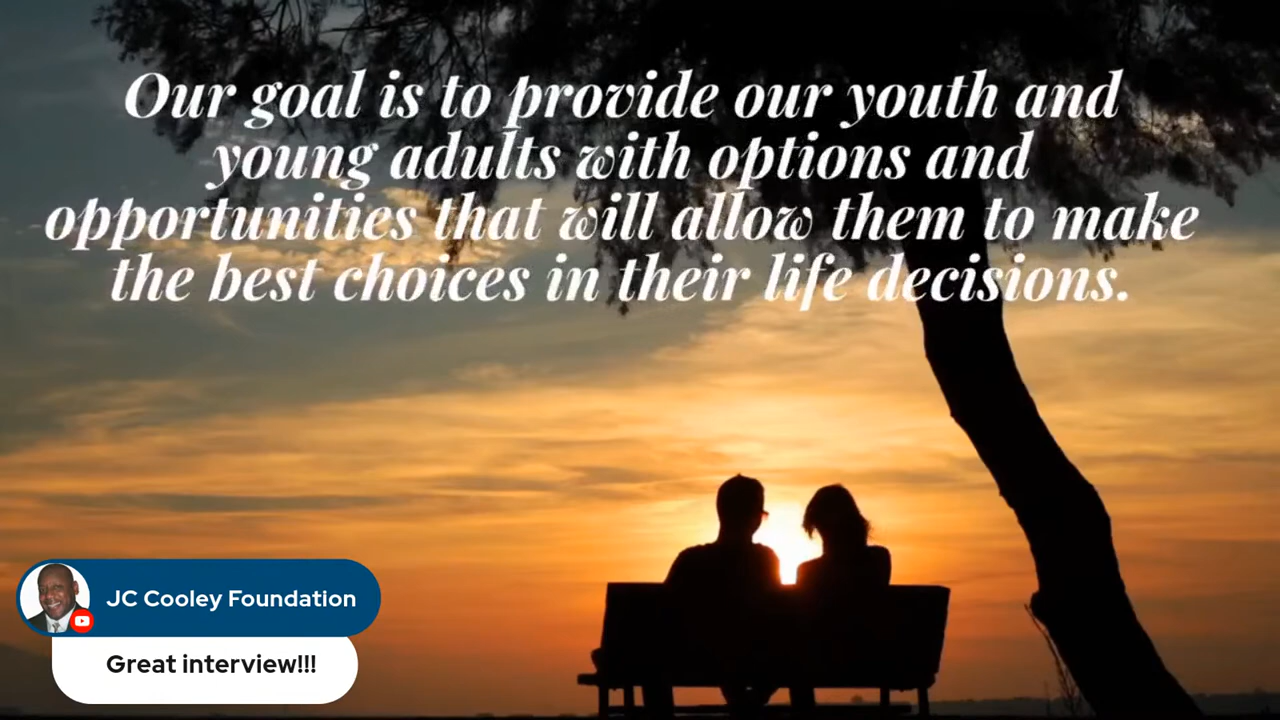 Our goal is to provide our youth and
young adults with options and
opportunities that will allow them to make
the best choices in their life decisions.
JC Cooley Foundation
Great interview!!!